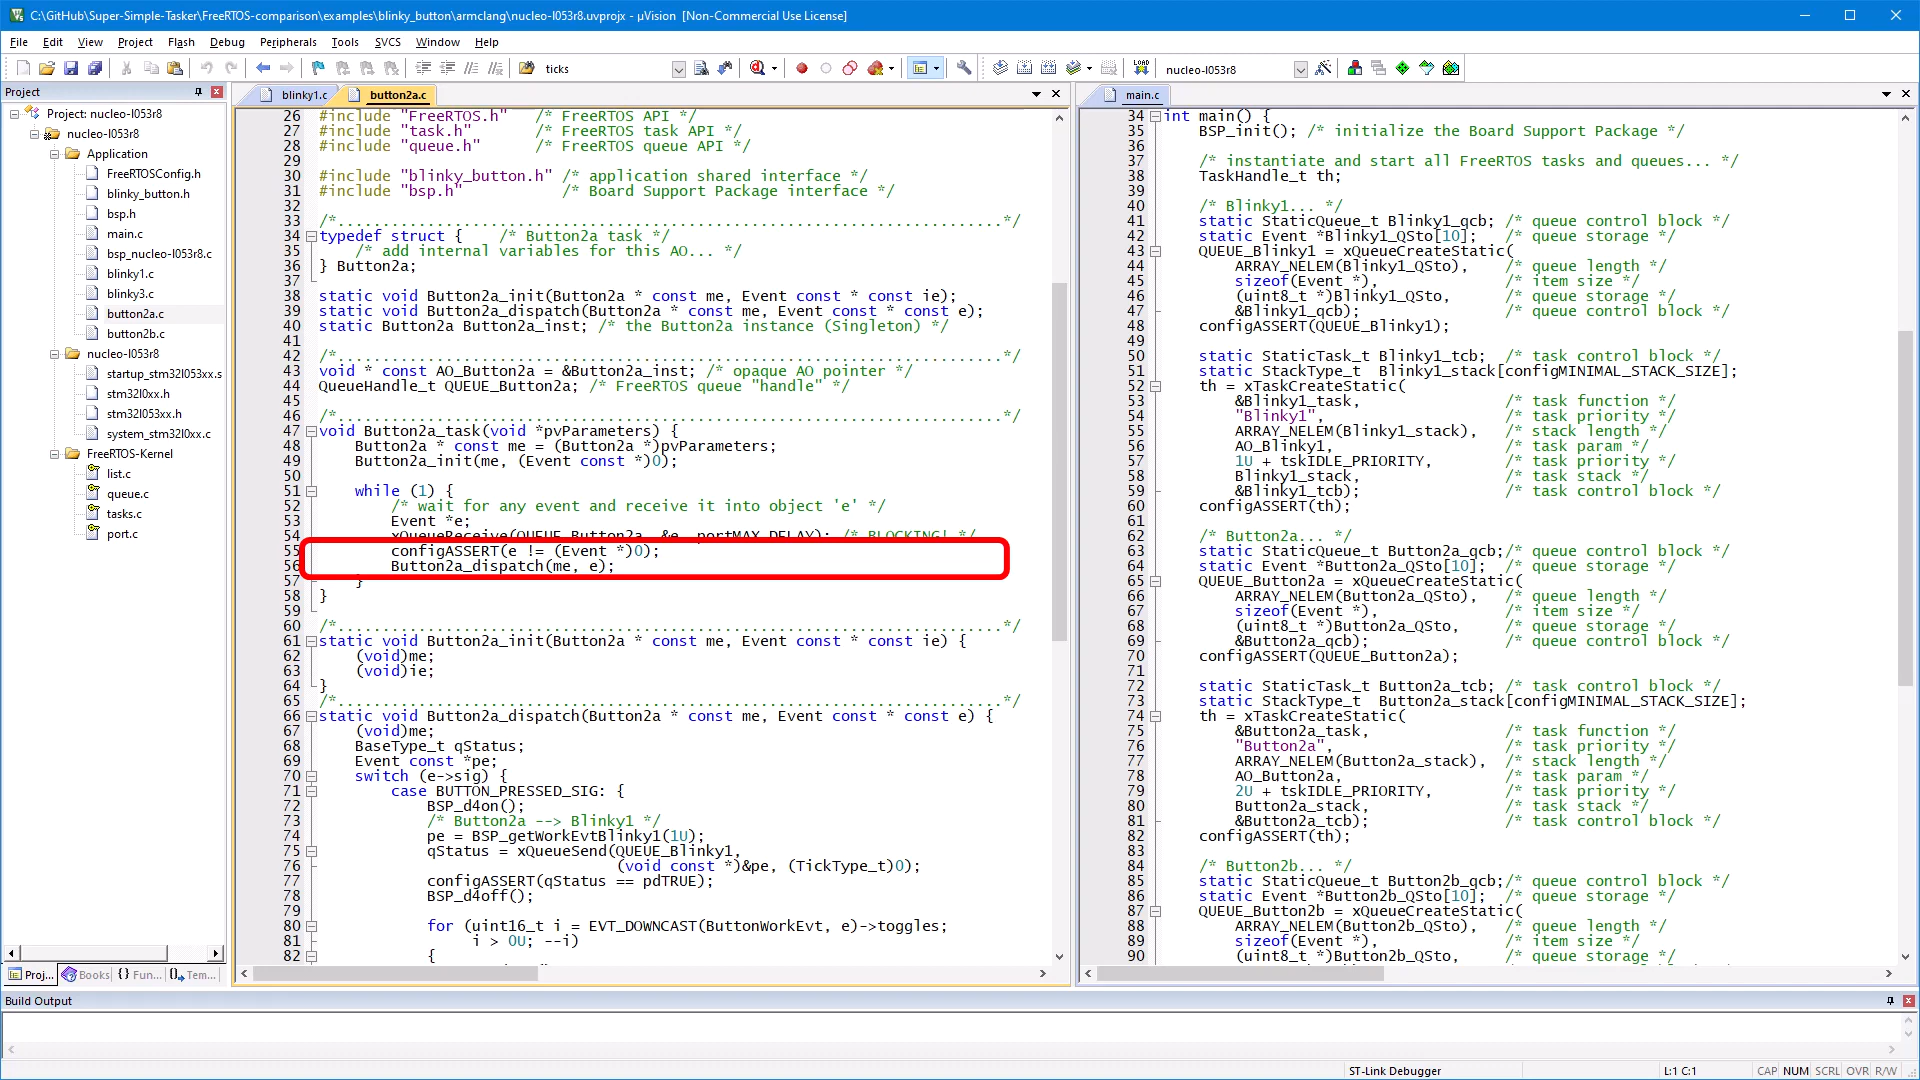 C:\GitHub\Super-Simple-Tasker\FreeRTOS-comparison\examples\blinky_button\armclang\nucleo-l053r8.uvprojx - µVision [Non-Commercial Use License]
File Edit View Project Flash Debug Peripherals Tools SVCS Window Help
ticks
LOAD
nucleo-l053r8
Project
Project: nucleo-l053r8
nucleo-l053r8
Application
FreeRTOSConfig.h
blinky_button.h
bsp.h
main.c
bsp_nucleo-l053r8.c
blinky1.c
blinky3.c
button2a.c
button2b.c
nucleo-l053r8
startup_stm32l053xx.s
stm32l0xx.h
stm32l053xx.h
system_stm32l0xx.c
FreeRTOS-Kernel
list.c
queue.c
tasks.c
port.c
Proj... Books {} Fun... Tem...
blinky1.c button2a.c
26 #include "FreeRTOS.h" /* FreeRTOS API */
27 #include "task.h" /* FreeRTOS task API */
28 #include "queue.h" /* FreeRTOS queue API */
29
30 #include "blinky_button.h" /* application shared interface */
31 #include "bsp.h" /* Board Support Package interface */
32
33 /*..........................................................................*/
34 typedef struct { /* Button2a task */
35 /* add internal variables for this AO... */
36 } Button2a;
37
38 static void Button2a_init(Button2a * const me, Event const * const ie);
39 static void Button2a_dispatch(Button2a * const me, Event const * const e);
40 static Button2a Button2a_inst; /* the Button2a instance (Singleton) */
41
42 /*..........................................................................*/
43 void * const AO_Button2a = &Button2a_inst; /* opaque AO pointer */
44 QueueHandle_t QUEUE_Button2a; /* FreeRTOS queue "handle" */
45
46 /*..........................................................................*/
47 void Button2a_task(void *pvParameters) {
48 Button2a * const me = (Button2a *)pvParameters;
49 Button2a_init(me, (Event const *)0);
50
51 while (1) {
52 /* wait for any event and receive it into object 'e' */
53 Event *e;
54 xQueueReceive(QUEUE_Button2a, &e, portMAX_DELAY); /* BLOCKING! */
55 configASSERT(e != (Event *)0);
56 Button2a_dispatch(me, e);
57 }
58 }
59
60 /*..........................................................................*/
61 static void Button2a_init(Button2a * const me, Event const * const ie) {
62 (void)me;
63 (void)ie;
64 }
65 /*..........................................................................*/
66 static void Button2a_dispatch(Button2a * const me, Event const * const e) {
67 (void)me;
68 BaseType_t qStatus;
69 Event const *pe;
70 switch (e->sig) {
71 case BUTTON_PRESSED_SIG: {
72 BSP_d4on();
73 /* Button2a --> Blinky1 */
74 pe = BSP_getWorkEvtBlinky1(1U);
75 qStatus = xQueueSend(QUEUE_Blinky1,
76 (void const *)&pe, (TickType_t)0);
77 configASSERT(qStatus == pdTRUE);
78 BSP_d4off();
79
80 for (uint16_t i = EVT_DOWNCAST(ButtonWorkEvt, e)->toggles;
81 i > 0U; --i)
82 {
main.c
34 int main() {
35 BSP_init(); /* initialize the Board Support Package */
36
37 /* instantiate and start all FreeRTOS tasks and queues... */
38 TaskHandle_t th;
39
40 /* Blinky1... */
41 static StaticQueue_t Blinky1_qcb; /* queue control block */
42 static Event *Blinky1_QSto[10]; /* queue storage */
43 QUEUE_Blinky1 = xQueueCreateStatic(
44 ARRAY_NELEM(Blinky1_QSto), /* queue length */
45 sizeof(Event *), /* item size */
46 (uint8_t *)Blinky1_QSto, /* queue storage */
47 &Blinky1_qcb); /* queue control block */
48 configASSERT(QUEUE_Blinky1);
49
50 static StaticTask_t Blinky1_tcb; /* task control block */
51 static StackType_t Blinky1_stack[configMINIMAL_STACK_SIZE];
52 th = xTaskCreateStatic(
53 &Blinky1_task, /* task function */
54 "Blinky1", /* task priority */
55 ARRAY_NELEM(Blinky1_stack), /* stack length */
56 AO_Blinky1, /* task param */
57 1U + tskIDLE_PRIORITY, /* task priority */
58 Blinky1_stack, /* task stack */
59 &Blinky1_tcb); /* task control block */
60 configASSERT(th);
61
62 /* Button2a... */
63 static StaticQueue_t Button2a_qcb;/* queue control block */
64 static Event *Button2a_QSto[10]; /* queue storage */
65 QUEUE_Button2a = xQueueCreateStatic(
66 ARRAY_NELEM(Button2a_QSto), /* queue length */
67 sizeof(Event *), /* item size */
68 (uint8_t *)Button2a_QSto, /* queue storage */
69 &Button2a_qcb); /* queue control block */
70 configASSERT(QUEUE_Button2a);
71
72 static StaticTask_t Button2a_tcb; /* task control block */
73 static StackType_t Button2a_stack[configMINIMAL_STACK_SIZE];
74 th = xTaskCreateStatic(
75 &Button2a_task, /* task function */
76 "Button2a", /* task priority */
77 ARRAY_NELEM(Button2a_stack), /* stack length */
78 AO_Button2a, /* task param */
79 2U + tskIDLE_PRIORITY, /* task priority */
80 Button2a_stack, /* task stack */
81 &Button2a_tcb); /* task control block */
82 configASSERT(th);
83
84 /* Button2b... */
85 static StaticQueue_t Button2b_qcb;/* queue control block */
86 static Event *Button2b_QSto[10]; /* queue storage */
87 QUEUE_Button2b = xQueueCreateStatic(
88 ARRAY_NELEM(Button2b_QSto), /* queue length */
89 sizeof(Event *), /* item size */
90 (uint8_t *)Button2b_QSto, /* queue storage */
Build Output
ST-Link Debugger L:1 C:1 CAP NUM SCRL OVR R/W